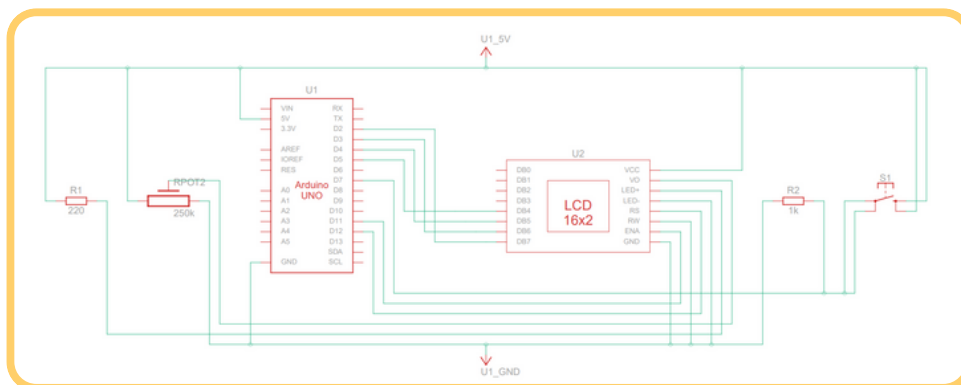 U1_5V
U1
VIN
5V
3.3V
AREF
IOREF
RES
A0
A1
A2
A3
A4
A5
GND
RX
TX
D2
D3
D4
D5
D6
D7
D8
D9
D10
D11
D12
D13
SDA
SCL
Arduino
UNO
R1
220
RPOT2
250k
U2
DB0
DB1
DB2
DB3
DB4
DB5
DB6
DB7
LCD
16x2
VCC
VO
LED+
LED-
RS
RW
ENA
GND
R2
1k
S1
U1_GND